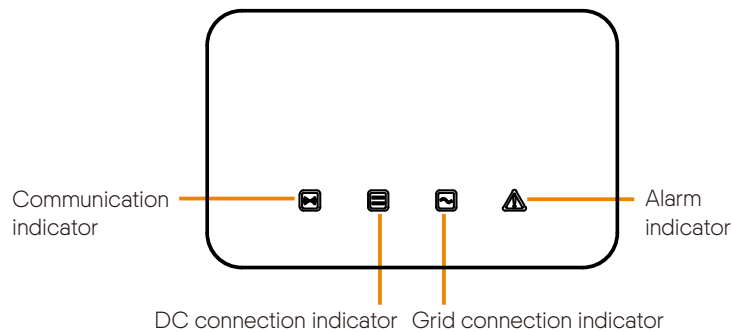 Communication
indicator
Alarm
indicator
DC connection indicator
Grid connection indicator